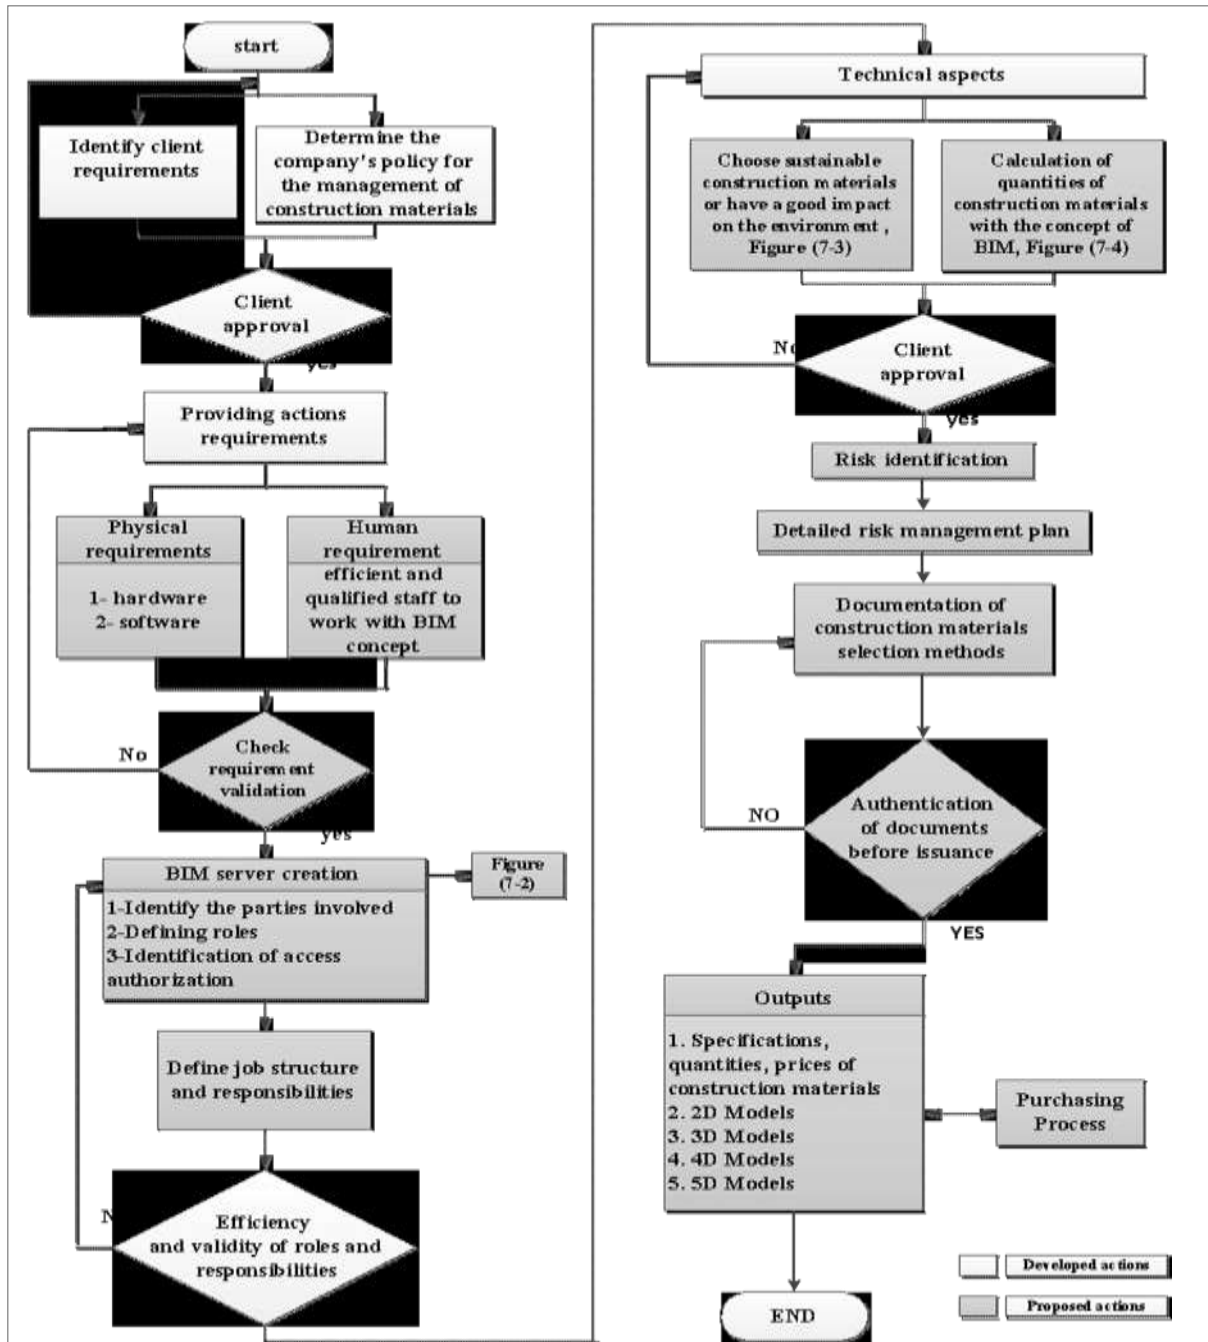 start
Identify client
requirements
Determine the
company's policy for
the management of
construction materials
Client
approval
yes
Providing actions
requirements
Physical
requirements
1- hardware
2- software
Human
requirement
efficient and
qualified staff to
work with BIM
concept
Check
requirement
validation
No
yes
BIM server creation
1-Identify the parties involved
2-Defining roles
3-Identification of access
authorization
Figure
(7-2)
Define job structure
and responsibilities
Efficiency
and validity of roles and
responsibilities
Technical aspects
Choose sustainable
construction materials
or have a good impact
on the environment ,
Figure (7-3)
Calculation of
quantities of
construction materials
with the concept of
BIM, Figure (7-4)
Client
approval
No
yes
Risk identification
Detailed risk management plan
Documentation of
construction materials
selection methods
Authentication
of documents
before issuance
NO
YES
Outputs
1. Specifications,
quantities, prices of
construction materials
2. 2D Models
3. 3D Models
4. 4D Models
5. 5D Models
Purchasing
Process
END
Developed actions
Proposed actions